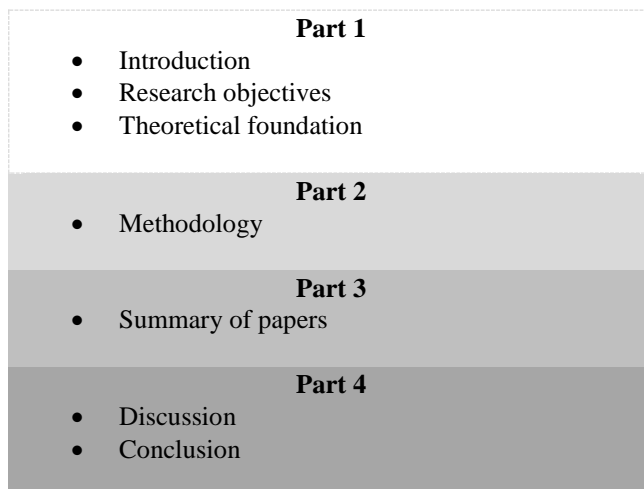 Part 1
• Introduction
• Research objectives
• Theoretical foundation
Part 2
• Methodology
Part 3
• Summary of papers
Part 4
• Discussion
• Conclusion